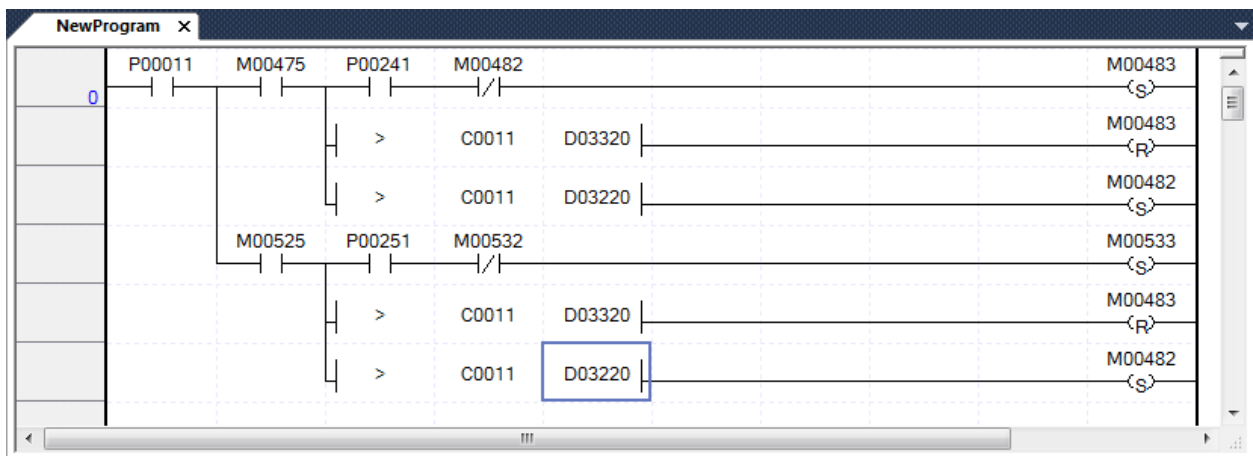 NewProgram X
P00011 M00475 P00241 M00482 M00483
0 S
M00483
> C0011 D03320 R
M00482
> C0011 D03220 S
M00525 P00251 M00532 M00533
S
M00483
> C0011 D03320 R
M00482
> C0011 D03220 S